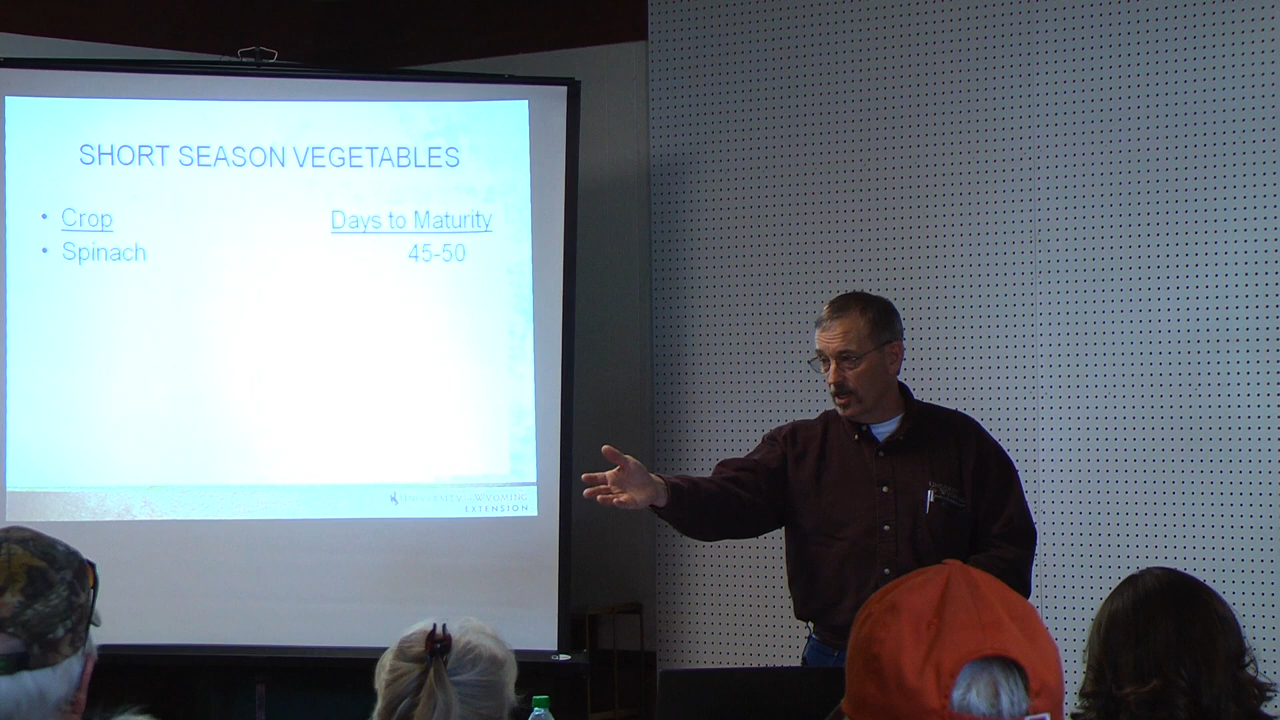 SHORT SEASON VEGETABLES
• Crop Days to Maturity
• Spinach 45-50
UNIVERSITY OF WYOMING
EXTENSION